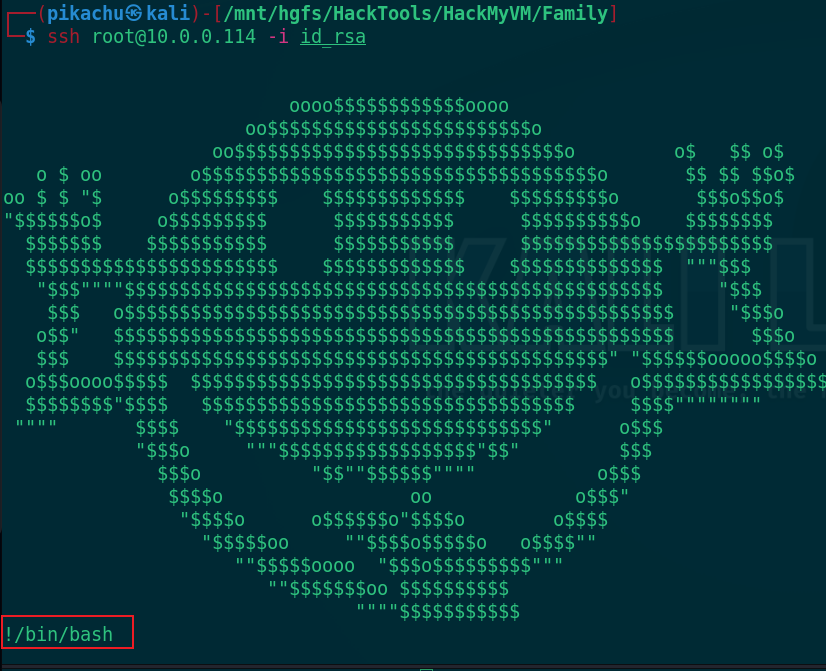 ┌──(pikachu㉿kali)-[/mnt/hgfs/HackTools/HackMyVM/Family]
└─$ ssh root@10.0.0.114 -i id_rsa
                          oooo$$$$$$$$$$$$oooo
                      oo$$$$$$$$$$$$$$$$$$$$$$$$o
                   oo$$$$$$$$$$$$$$$$$$$$$$$$$$$$$$o         o$   $$ o$
   o $ oo        o$$$$$$$$$$$$$$$$$$$$$$$$$$$$$$$$$$$$o       $$ $$ $$o$
oo $ $ "$      o$$$$$$$$$    $$$$$$$$$$$$$    $$$$$$$$$o       $$$o$$o$
"$$$$$$o$     o$$$$$$$$$      $$$$$$$$$$$      $$$$$$$$$$o    $$$$$$$$
  $$$$$$$    $$$$$$$$$$$      $$$$$$$$$$$      $$$$$$$$$$$$$$$$$$$$$$$
  $$$$$$$$$$$$$$$$$$$$$$$    $$$$$$$$$$$$$    $$$$$$$$$$$$$$  """$$$
   "$$$""""$$$$$$$$$$$$$$$$$$$$$$$$$$$$$$$$$$$$$$$$$$$$$$$$$     "$$$
    $$$   o$$$$$$$$$$$$$$$$$$$$$$$$$$$$$$$$$$$$$$$$$$$$$$$$$$     "$$$o
   o$$"   $$$$$$$$$$$$$$$$$$$$$$$$$$$$$$$$$$$$$$$$$$$$$$$$$$$       $$$o
   $$$    $$$$$$$$$$$$$$$$$$$$$$$$$$$$$$$$$$$$$$$$$$$$$" "$$$$$$ooooo$$$$o
  o$$$oooo$$$$$  $$$$$$$$$$$$$$$$$$$$$$$$$$$$$$$$$$$$$   o$$$$$$$$$$$$$$$$$
  $$$$$$$$"$$$$   $$$$$$$$$$$$$$$$$$$$$$$$$$$$$$$$$$     $$$$""""""""
 """"       $$$$    "$$$$$$$$$$$$$$$$$$$$$$$$$$$$"      o$$$
            "$$$o     """$$$$$$$$$$$$$$$$$$"$$"         $$$
              $$$o          "$$""$$$$$$""""           o$$$
               $$$$o                 oo             o$$$"
                "$$$$o      o$$$$$$o"$$$$o        o$$$$
                  "$$$$$oo     ""$$$$o$$$$$o   o$$$$""
                     ""$$$$$oooo  "$$$o$$$$$$$$$"""
                        ""$$$$$$$oo $$$$$$$$$$
                                """"$$$$$$$$$$$
!/bin/bash